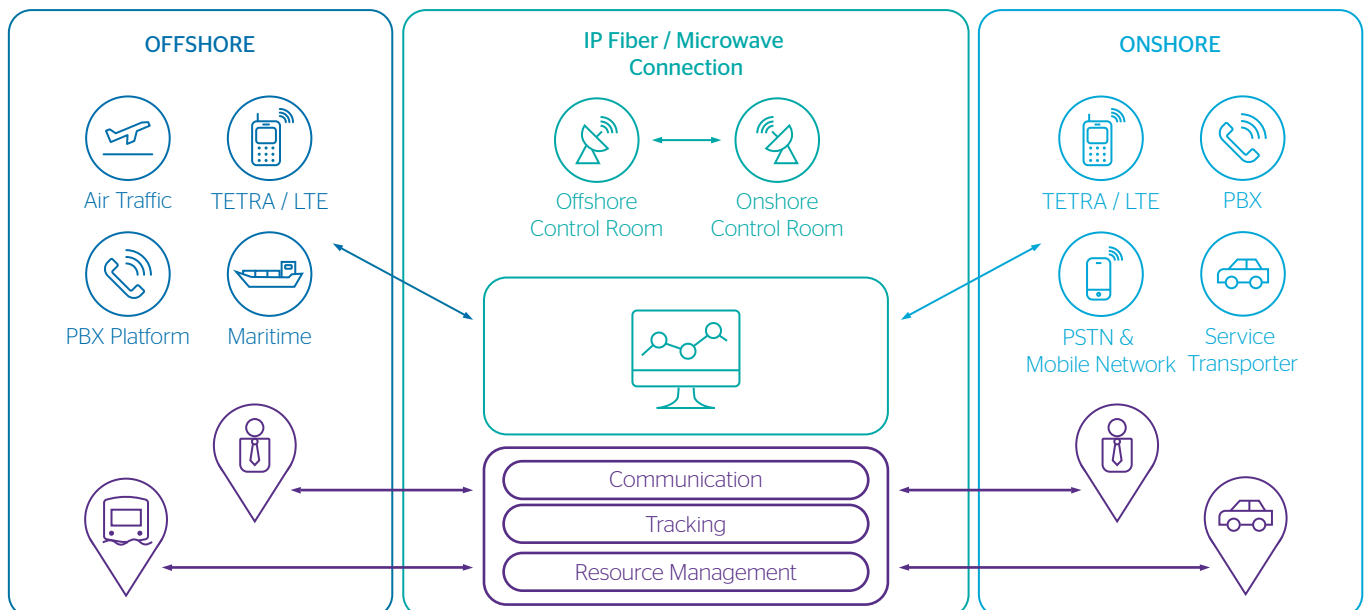 OFFSHORE
Air Traffic
TETRA / LTE
PBX Platform
Maritime
IP Fiber / Microwave
Connection
Offshore
Control Room
Onshore
Control Room
Communication
Tracking
Resource Management
ONSHORE
TETRA / LTE
PBX
PSTN &
Mobile Network
Service
Transporter